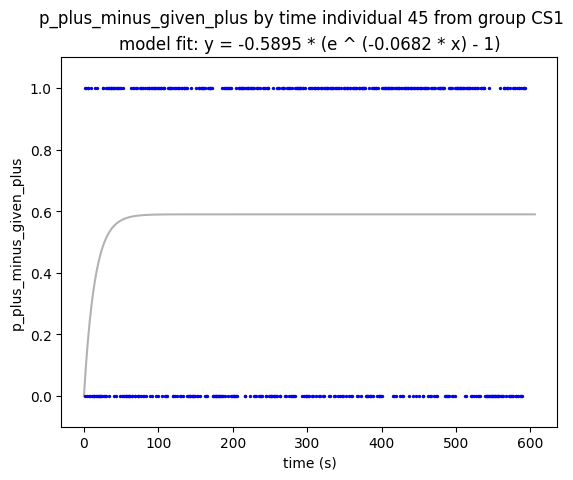 p_plus_minus_given_plus by time individual 45 from group CS1
model fit: y = -0.5895 * (e ^ (-0.0682 * x) - 1)
1.0
0.8
0.6
0.4
0.2
0.0
p_plus_minus_given_plus
0 100 200 300 400 500 600
time (s)